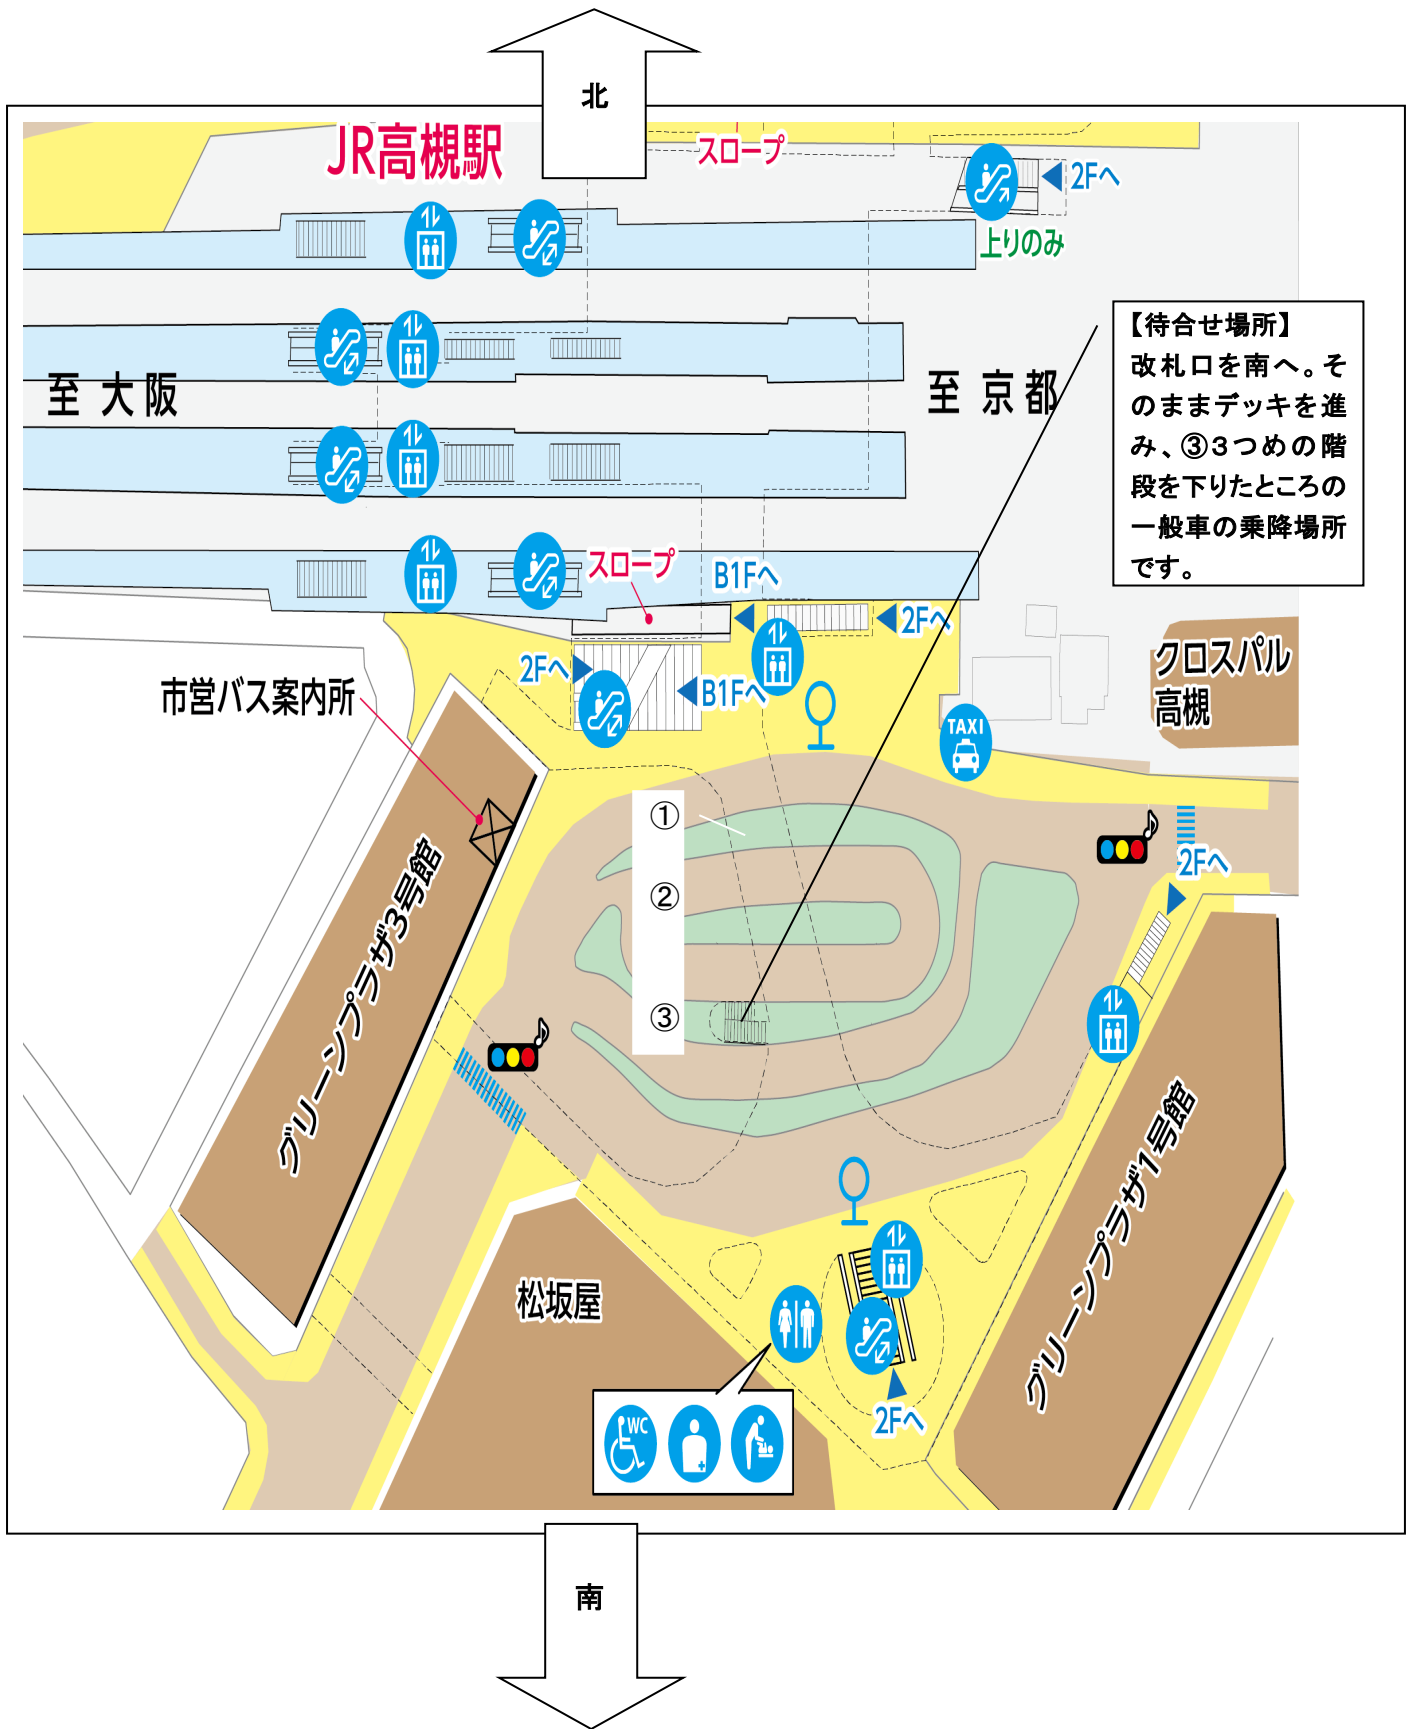 北
JR高槻駅
スロープ
2Fへ
上りのみ
【待合せ場所】
改札口を南へ。そ
のままデッキを進
み、③3つめの階
段を下りたところの
一般車の乗降場所
です。
至 大阪
至 京都
スロープ
B1Fへ
2Fへ
2Fへ
B1Fへ
クロスパル
高槻
市営バス案内所
TAXI
①
2Fへ
②
グリーンプラザ3号館
③
グリーンプラザ1号館
松坂屋
2Fへ
WC
南